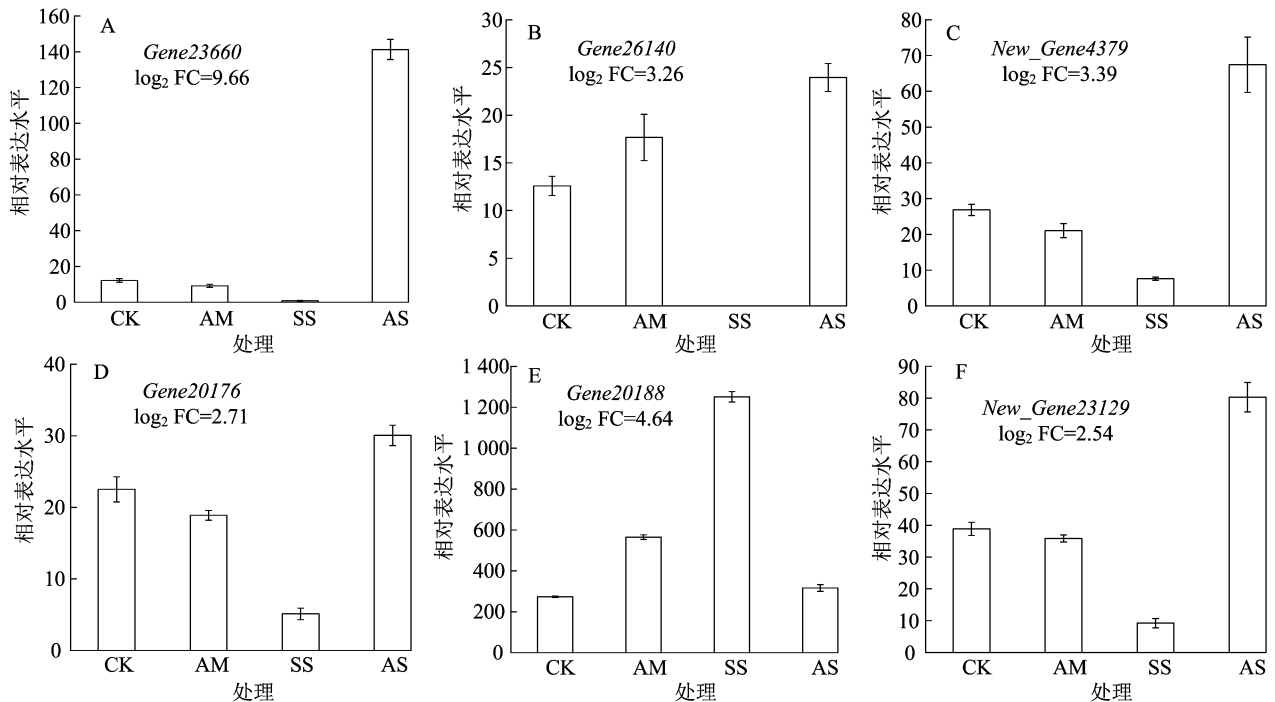 A
Gene23660
log₂ FC=9.66
相对表达水平
160
140
120
100
80
60
40
20
0
CK AM SS AS
处理
B
Gene26140
log₂ FC=3.26
相对表达水平
30
25
20
15
10
5
0
CK AM SS AS
处理
C
New_Gene4379
log₂ FC=3.39
相对表达水平
80
70
60
50
40
30
20
10
0
CK AM SS AS
处理
D
Gene20176
log₂ FC=2.71
相对表达水平
40
30
20
10
0
CK AM SS AS
处理
E
Gene20188
log₂ FC=4.64
相对表达水平
1 400
1 200
1 000
800
600
400
200
0
CK AM SS AS
处理
F
New_Gene23129
log₂ FC=2.54
相对表达水平
90
80
70
60
50
40
30
20
10
0
CK AM SS AS
处理